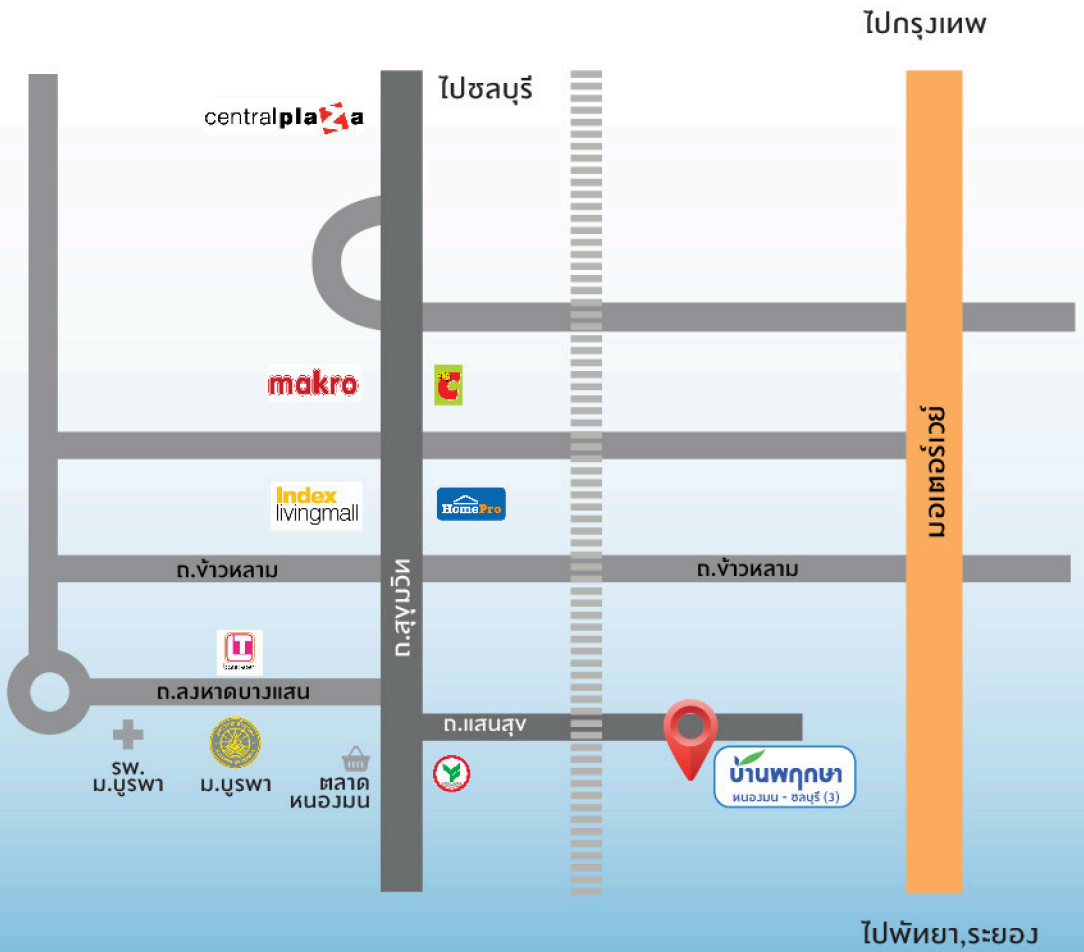 ไปกรุงเทพ
ไปชลบุรี
centralplaza
makro
Big C
มอเตอร์เวย์
Index
livingmall
HomePro
ถ.ข้าวหลาม
ถ.ข้าวหลาม
ถ.สุขุมวิท
ถ.ลงหาดบางแสน
ถ.แสนสุข
รพ.
ม.บูรพา
ม.บูรพา
ตลาด
หนองมน
บ้านพฤกษา
หนองมน - ชลบุรี (3)
ไปพัทยา,ระยอง